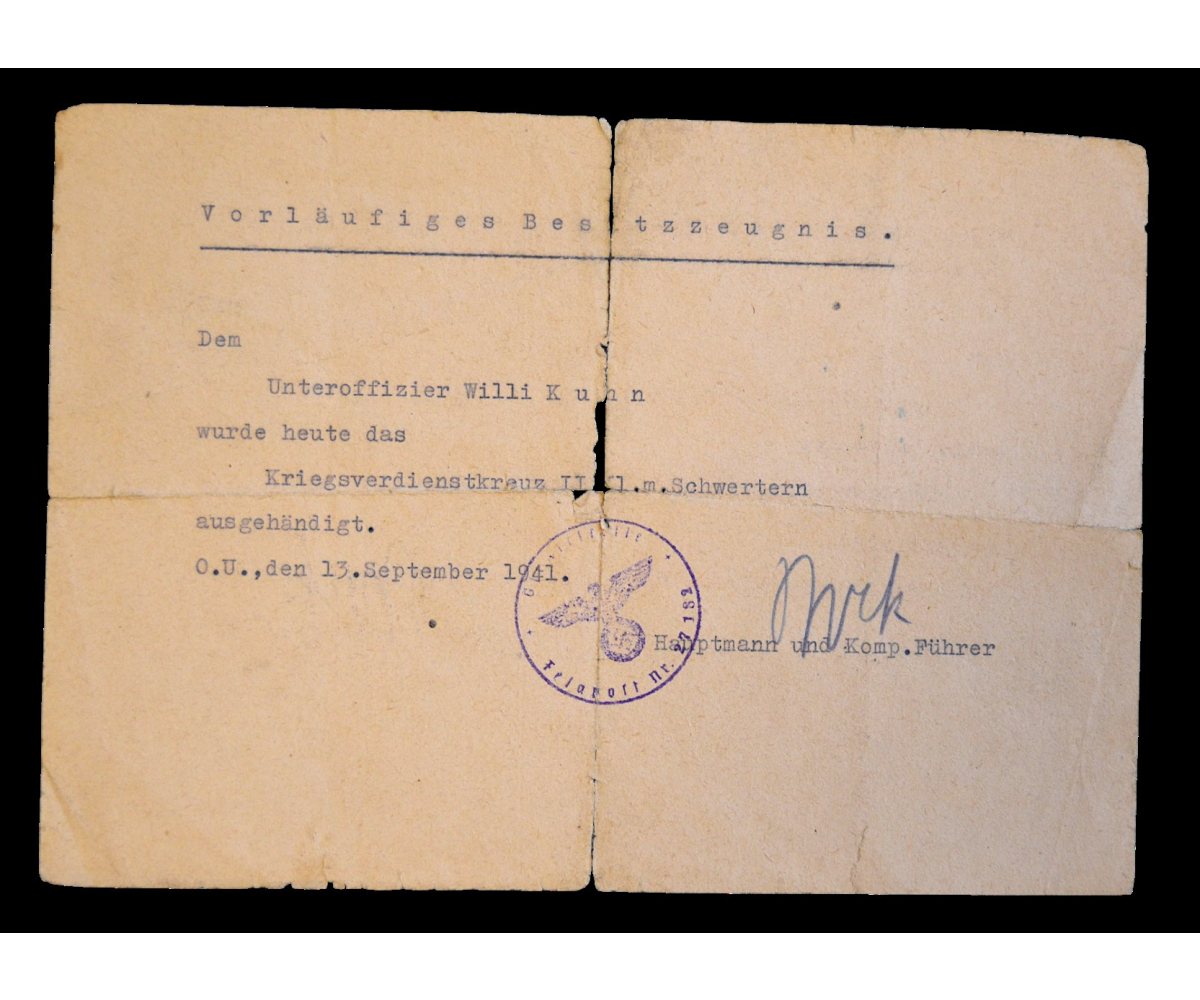 Vorläufiges Besitzzeugnis.
Dem
Unteroffizier Willi Kuhn
wurde heute das
Kriegsverdienstkreuz II Kl.m.Schwertern
ausgehändigt.
O.U.,den 13.September 1941.
Hauptmann und Komp.Führer
Feldpost Nr.